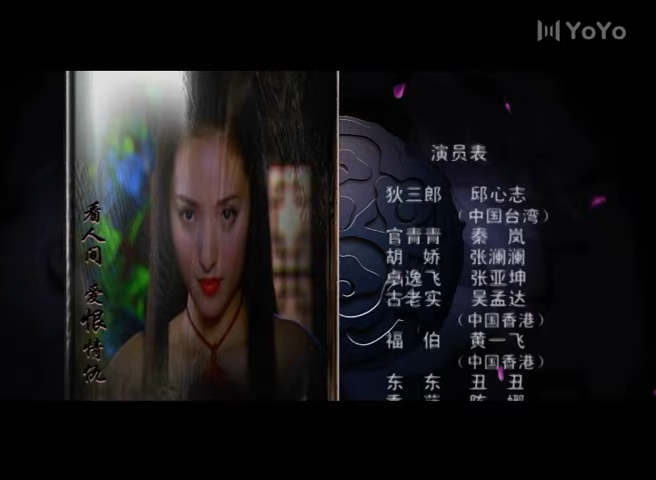 YoYo
看人间 爱恨情仇
演员表
狄三郎 邱心志
（中国台湾）
官青青 秦 岚
胡 娇 张澜澜
卓逸飞 张亚坤
古老实 吴孟达
（中国香港）
福 伯 黄一飞
（中国香港）
东 东 丑 丑